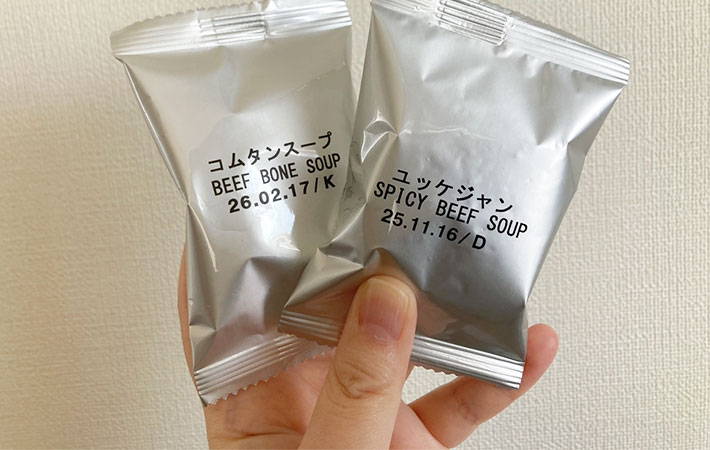 コムタンスープ
BEEF BONE SOUP
26.02.17/K
ユッケジャン
SPICY BEEF SOUP
25.11.16/D